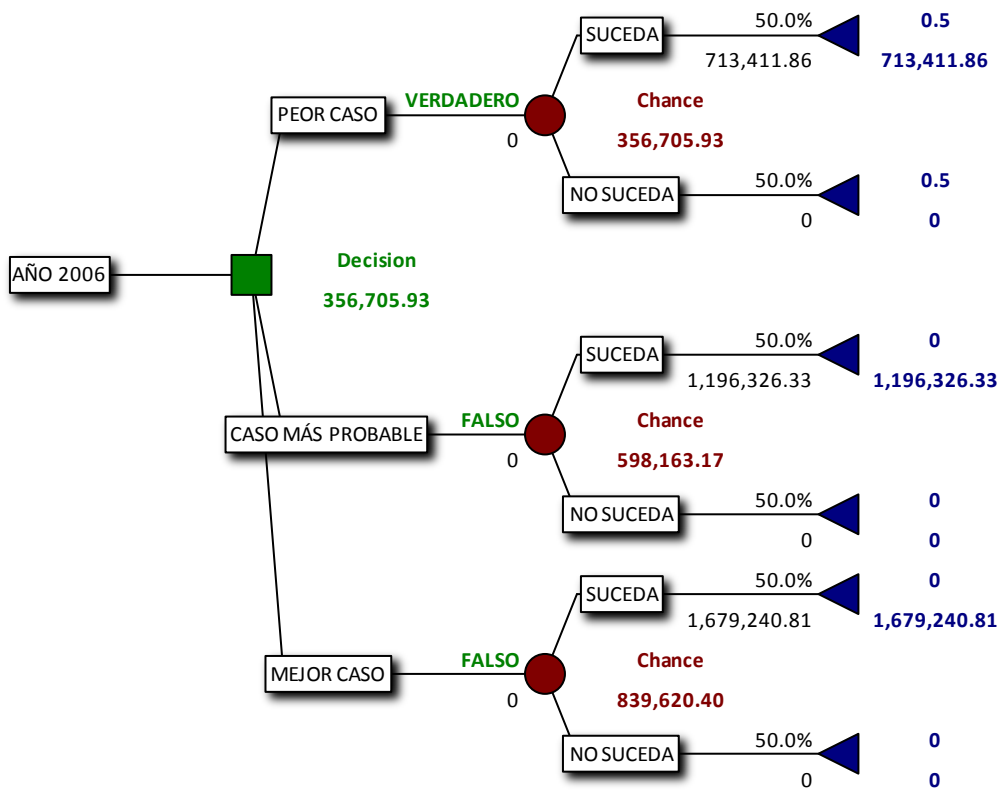 50.0%
0.5
SUCEDA
713,411.86
713,411.86
VERDADERO
Chance
PEOR CASO
0
356,705.93
50.0%
0.5
NO SUCEDA
0
0
Decision
AÑO 2006
356,705.93
50.0%
0
SUCEDA
1,196,326.33
1,196,326.33
FALSO
Chance
CASO MÁS PROBABLE
0
598,163.17
50.0%
0
NO SUCEDA
0
0
50.0%
0
SUCEDA
1,679,240.81
1,679,240.81
FALSO
Chance
MEJOR CASO
0
839,620.40
50.0%
0
NO SUCEDA
0
0